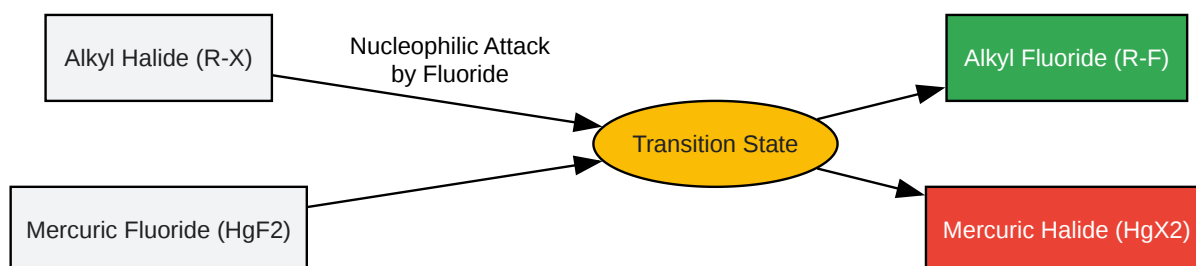 Alkyl Halide (R-X)
Nucleophilic Attack
by Fluoride
Alkyl Fluoride (R-F)
Transition State
Mercuric Fluoride (HgF2)
Mercuric Halide (HgX2)